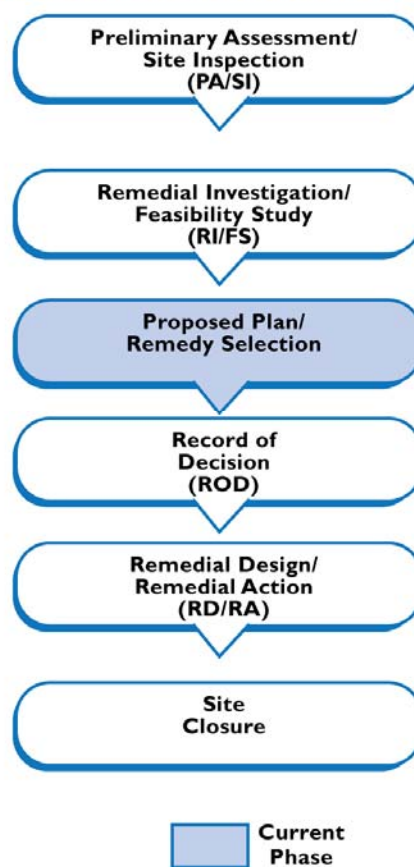 Preliminary Assessment/
Site Inspection
(PA/SI)
Remedial Investigation/
Feasibility Study
(RI/FS)
Proposed Plan/
Remedy Selection
Record of
Decision
(ROD)
Remedial Design/
Remedial Action
(RD/RA)
Site
Closure
Current
Phase